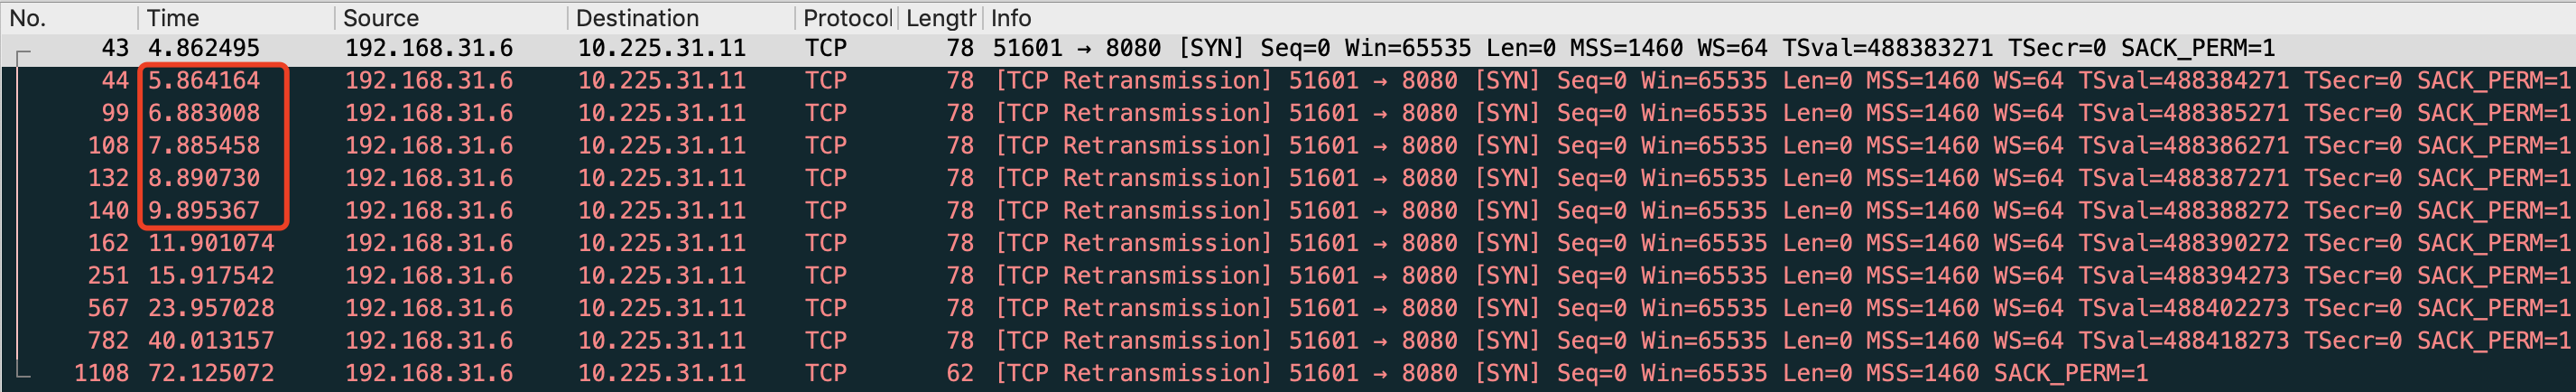 No. Time Source Destination Protocol Length Info
43 4.862495 192.168.31.6 10.225.31.11 TCP 78 51601 → 8080 [SYN] Seq=0 Win=65535 Len=0 MSS=1460 WS=64 TSval=488383271 TSecr=0 SACK_PERM=1
44 5.864164 192.168.31.6 10.225.31.11 TCP 78 [TCP Retransmission] 51601 → 8080 [SYN] Seq=0 Win=65535 Len=0 MSS=1460 WS=64 TSval=488384271 TSecr=0 SACK_PERM=1
99 6.883008 192.168.31.6 10.225.31.11 TCP 78 [TCP Retransmission] 51601 → 8080 [SYN] Seq=0 Win=65535 Len=0 MSS=1460 WS=64 TSval=488385271 TSecr=0 SACK_PERM=1
108 7.885458 192.168.31.6 10.225.31.11 TCP 78 [TCP Retransmission] 51601 → 8080 [SYN] Seq=0 Win=65535 Len=0 MSS=1460 WS=64 TSval=488386271 TSecr=0 SACK_PERM=1
132 8.890730 192.168.31.6 10.225.31.11 TCP 78 [TCP Retransmission] 51601 → 8080 [SYN] Seq=0 Win=65535 Len=0 MSS=1460 WS=64 TSval=488387271 TSecr=0 SACK_PERM=1
140 9.895367 192.168.31.6 10.225.31.11 TCP 78 [TCP Retransmission] 51601 → 8080 [SYN] Seq=0 Win=65535 Len=0 MSS=1460 WS=64 TSval=488388272 TSecr=0 SACK_PERM=1
162 11.901074 192.168.31.6 10.225.31.11 TCP 78 [TCP Retransmission] 51601 → 8080 [SYN] Seq=0 Win=65535 Len=0 MSS=1460 WS=64 TSval=488390272 TSecr=0 SACK_PERM=1
251 15.917542 192.168.31.6 10.225.31.11 TCP 78 [TCP Retransmission] 51601 → 8080 [SYN] Seq=0 Win=65535 Len=0 MSS=1460 WS=64 TSval=488394273 TSecr=0 SACK_PERM=1
567 23.957028 192.168.31.6 10.225.31.11 TCP 78 [TCP Retransmission] 51601 → 8080 [SYN] Seq=0 Win=65535 Len=0 MSS=1460 WS=64 TSval=488402273 TSecr=0 SACK_PERM=1
782 40.013157 192.168.31.6 10.225.31.11 TCP 78 [TCP Retransmission] 51601 → 8080 [SYN] Seq=0 Win=65535 Len=0 MSS=1460 WS=64 TSval=488418273 TSecr=0 SACK_PERM=1
1108 72.125072 192.168.31.6 10.225.31.11 TCP 62 [TCP Retransmission] 51601 → 8080 [SYN] Seq=0 Win=65535 Len=0 MSS=1460 SACK_PERM=1